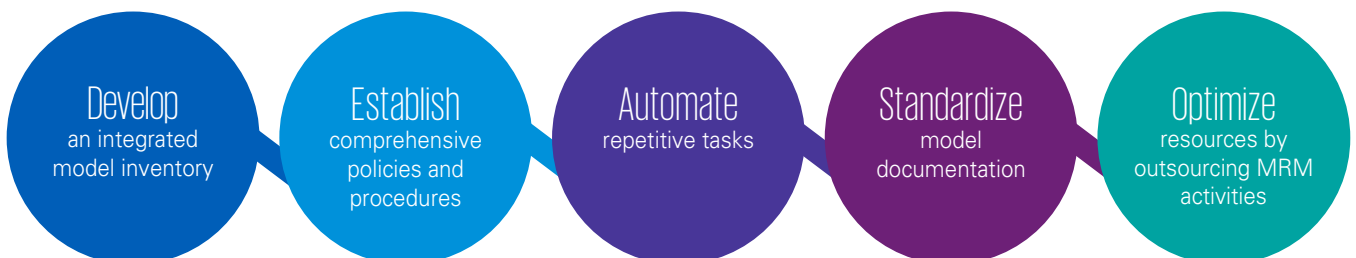 Develop
an integrated
model inventory
Establish
comprehensive
policies and
procedures
Automate
repetitive tasks
Standardize
model
documentation
Optimize
resources by
outsourcing MRM
activities